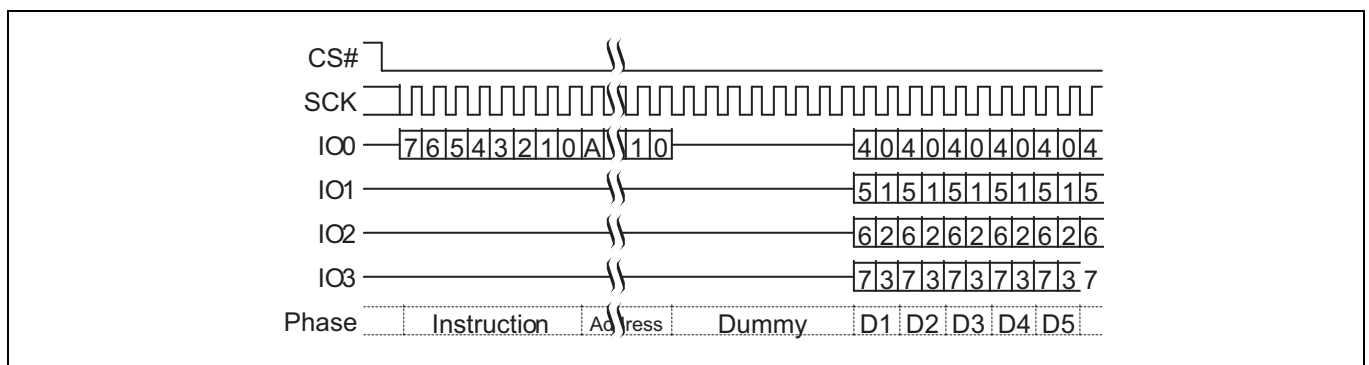 CS#
SCK
IO0 7 6 5 4 3 2 1 0 A 1 0 4 0 4 0 4 0 4 0 4 0 4
IO1 5 1 5 1 5 1 5 1 5 1 5
IO2 6 2 6 2 6 2 6 2 6 2 6
IO3 7 3 7 3 7 3 7 3 7 3 7
Phase Instruction Address Dummy D1 D2 D3 D4 D5